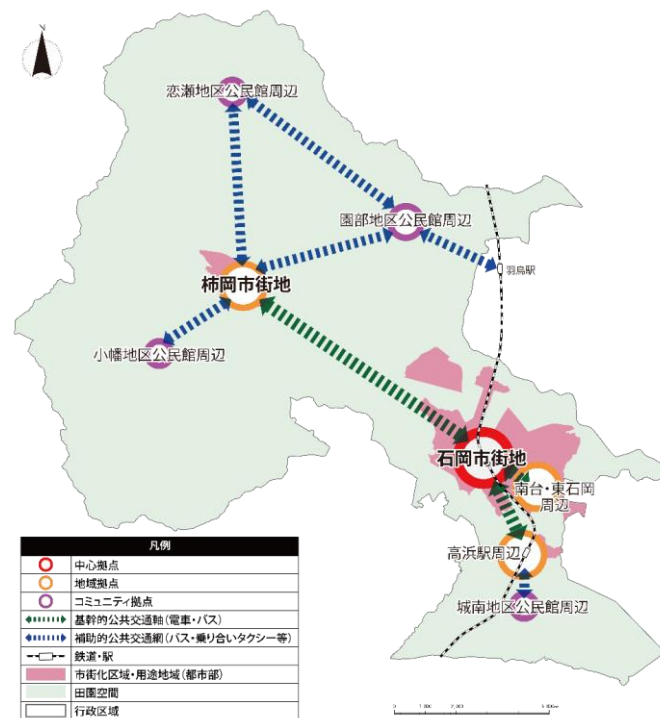 N
恋瀬地区公民館周辺
園部地区公民館周辺
羽鳥駅
柿岡市街地
小幡地区公民館周辺
石岡市街地
南台・東石岡
周辺
高浜駅周辺
城南地区公民館周辺
凡例
中心拠点
地域拠点
コミュニティ拠点
基幹的公共交通軸(電車・バス)
補助的公共交通網(バス・乗り合いタクシー等)
鉄道・駅
市街化区域・用途地域(都市部)
田園空間
行政区域